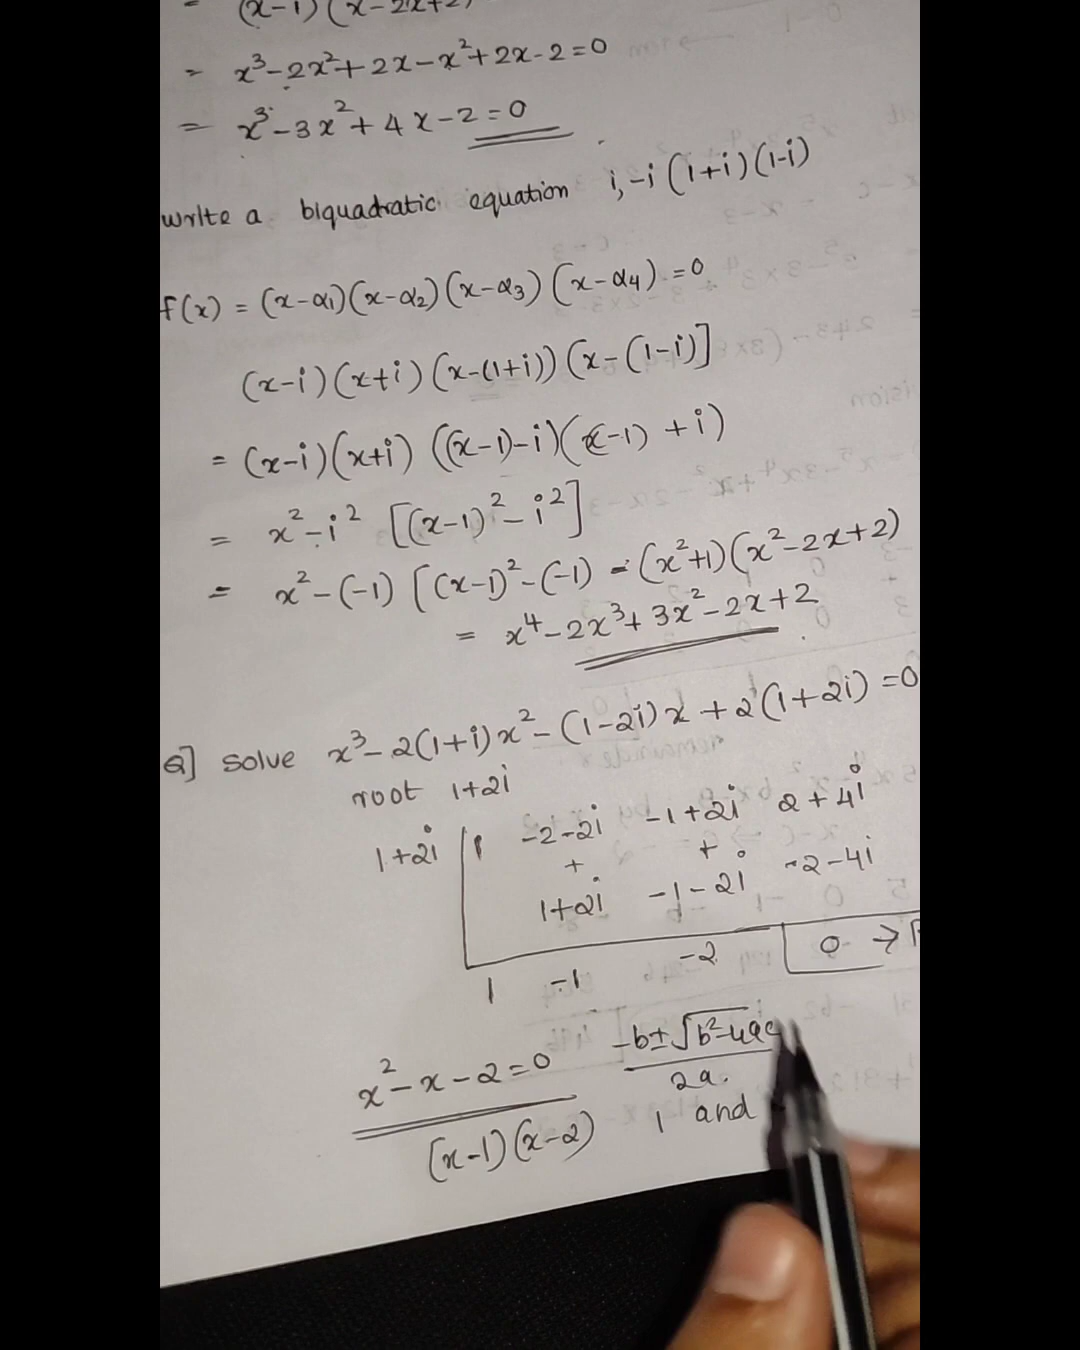 = (x-1)(x-2x+2)
= x³-2x²+2x-x²+2x-2=0
= x³-3x²+4x-2=0
write a biquadratic equation i,-i (1+i)(1-i)
f(x) = (x-α1)(x-α2)(x-α3)(x-α4)=0
(x-i)(x+i)(x-(1+i))(x-(1-i)]
= (x-i)(x+i)((x-1)-i)(x-1)+i)
= x²-i² [(x-1)²-i²]
= x²-(-1)[(x-1)²-(-1) = (x²+1)(x²-2x+2)
= x⁴-2x³+3x²-2x+2
Q] solve x³-2(1+i)x²-(1-2i)x+2(1+2i)=0
root 1+2i
1+2i | 1 -2-2i -1+2i 2+4i
+ +
1+2i -1-2i -2-4i
1 -1 -2 0 →
x²-x-2=0 -b±√b²-4ac
2a
(x-1)(x-2) 1 and